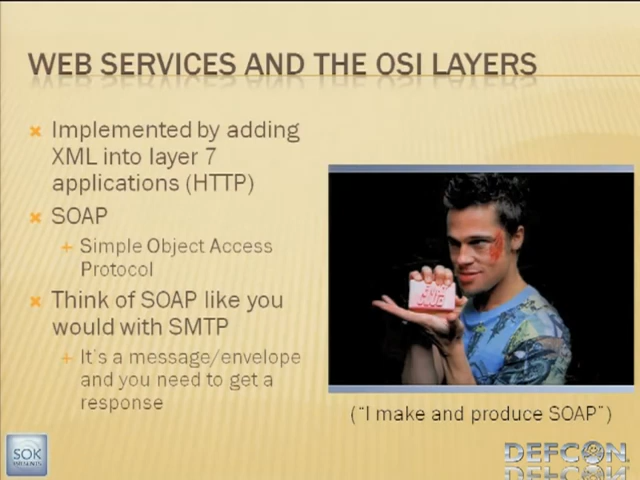 WEB SERVICES AND THE OSI LAYERS
Implemented by adding
XML into layer 7
applications (HTTP)
SOAP
Simple Object Access
Protocol
Think of SOAP like you
would with SMTP
It's a message/envelope
and you need to get a
response
("I make and produce SOAP")
SOK
DEFCON